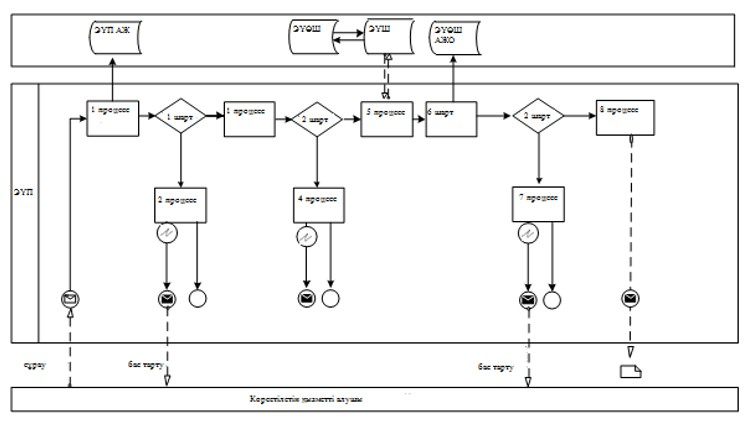 ЭҮП АЖ
ЭҮӨШ
ЭҮШ
ЭҮӨШ
АЖО
1 процесс
1 шарт
1 процесс
2 шарт
5 процесс
6 шарт
2 шарт
8 процесс
ЭҮП
2 процесс
4 процесс
7 процесс
сұрау
бас тарту
бас тарту
Көрсетілетін қызметті алушы